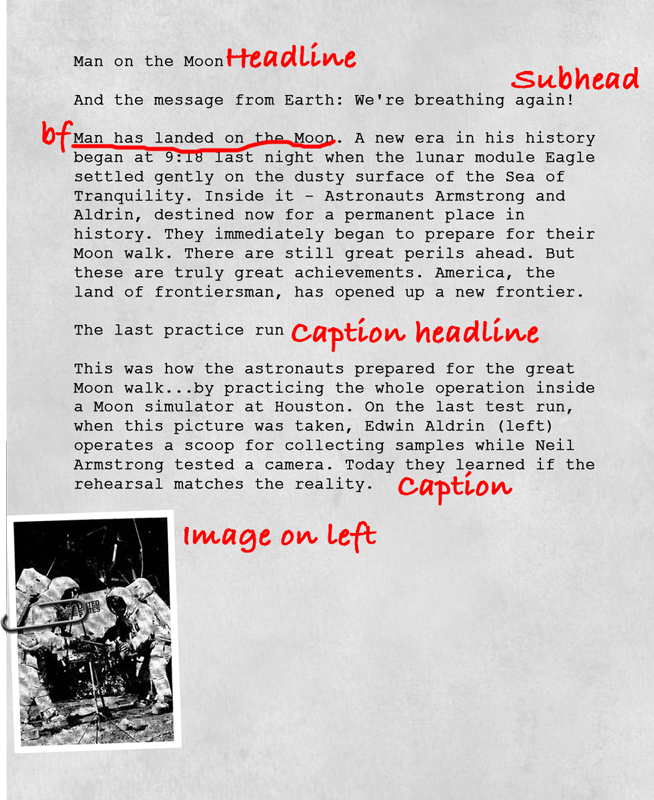 Man on the Moon Headline
Subhead
And the message from Earth: We're breathing again!
bf Man has landed on the Moon. A new era in his history
began at 9:18 last night when the lunar module Eagle
settled gently on the dusty surface of the Sea of
Tranquility. Inside it – Astronauts Armstrong and
Aldrin, destined now for a permanent place in
history. They immediately began to prepare for their
Moon walk. There are still great perils ahead. But
these are truly great achievements. America, the
land of frontiersman, has opened up a new frontier.
The last practice run Caption headline
This was how the astronauts prepared for the great
Moon walk...by practicing the whole operation inside
a Moon simulator at Houston. On the last test run,
when this picture was taken, Edwin Aldrin (left)
operates a scoop for collecting samples while Neil
Armstrong tested a camera. Today they learned if the
rehearsal matches the reality. Caption
Image on left